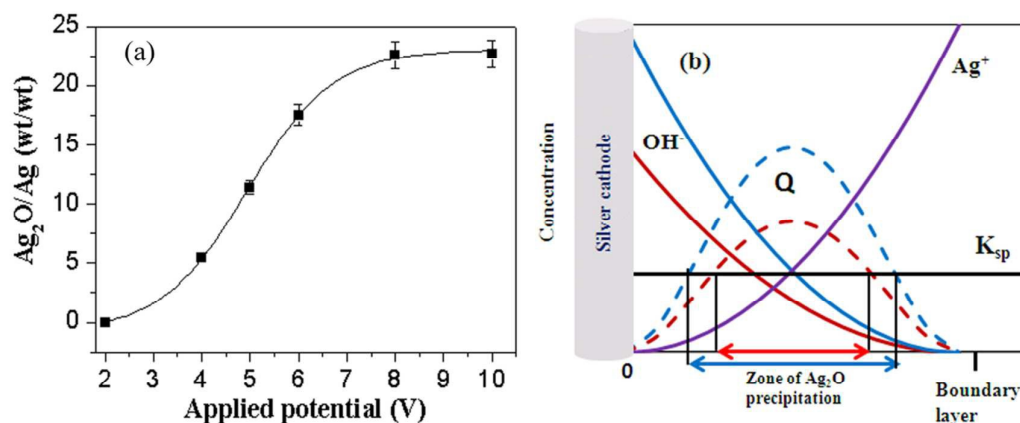 (a)
Ag₂O/Ag (wt/wt)
25
20
15
10
5
0
2 3 4 5 6 7 8 9 10
Applied potential (V)
(b)
Concentration
Silver cathode
OH⁻
Ag⁺
Q
Kₛₚ
0
Zone of Ag₂O
precipitation
Boundary
layer